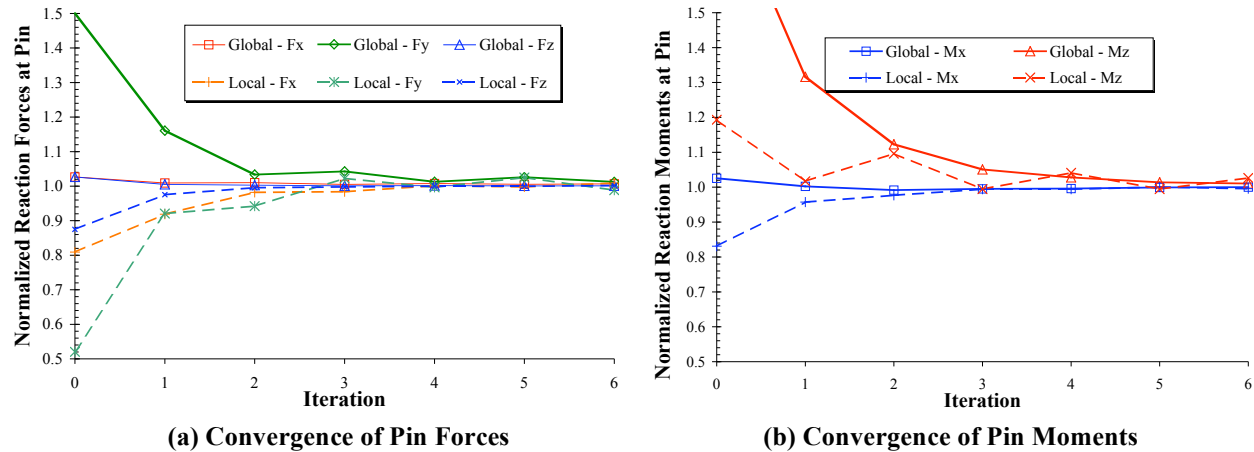 Normalized Reaction Forces at Pin
1.5
1.4
1.3
1.2
1.1
1.0
0.9
0.8
0.7
0.6
0.5
Global - Fx Global - Fy Global - Fz
Local - Fx Local - Fy Local - Fz
0 1 2 3 4 5 6
Iteration
(a) Convergence of Pin Forces
Normalized Reaction Moments at Pin
1.5
1.4
1.3
1.2
1.1
1.0
0.9
0.8
0.7
0.6
0.5
Global - Mx Global - Mz
Local - Mx Local - Mz
0 1 2 3 4 5 6
Iteration
(b) Convergence of Pin Moments